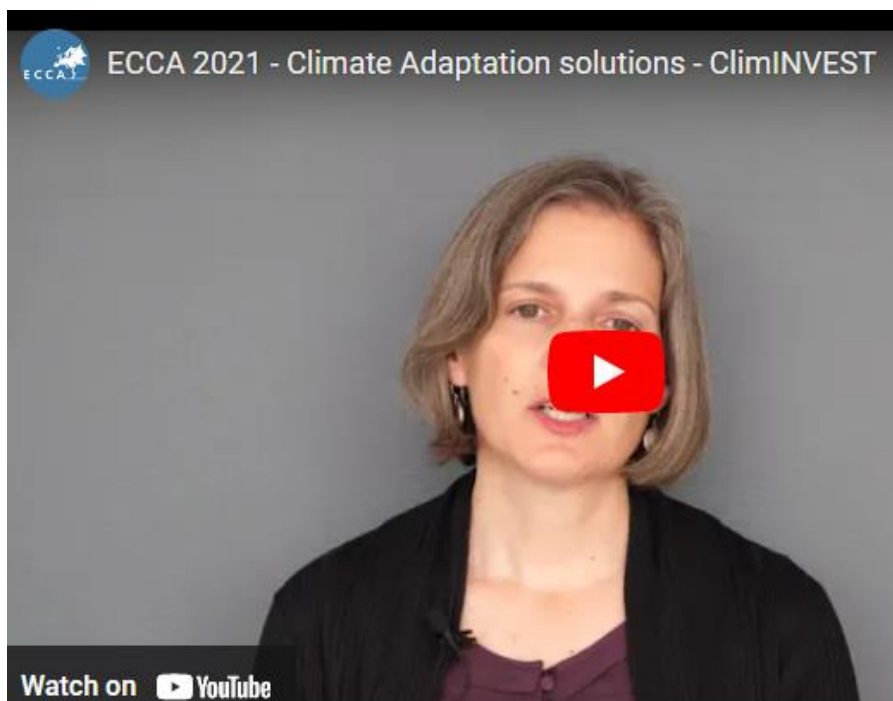 ECCA
ECCA 2021 - Climate Adaptation solutions - ClimINVEST
Watch on YouTube